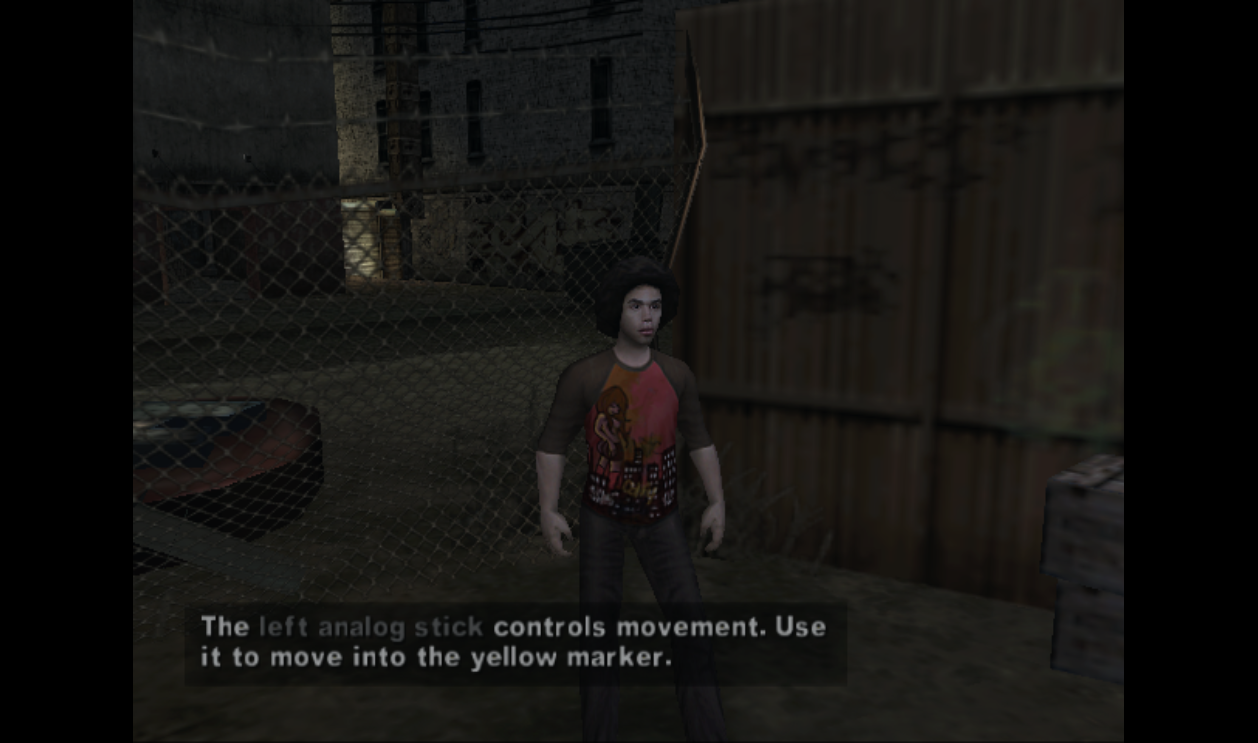 The left analog stick controls movement. Use
it to move into the yellow marker.